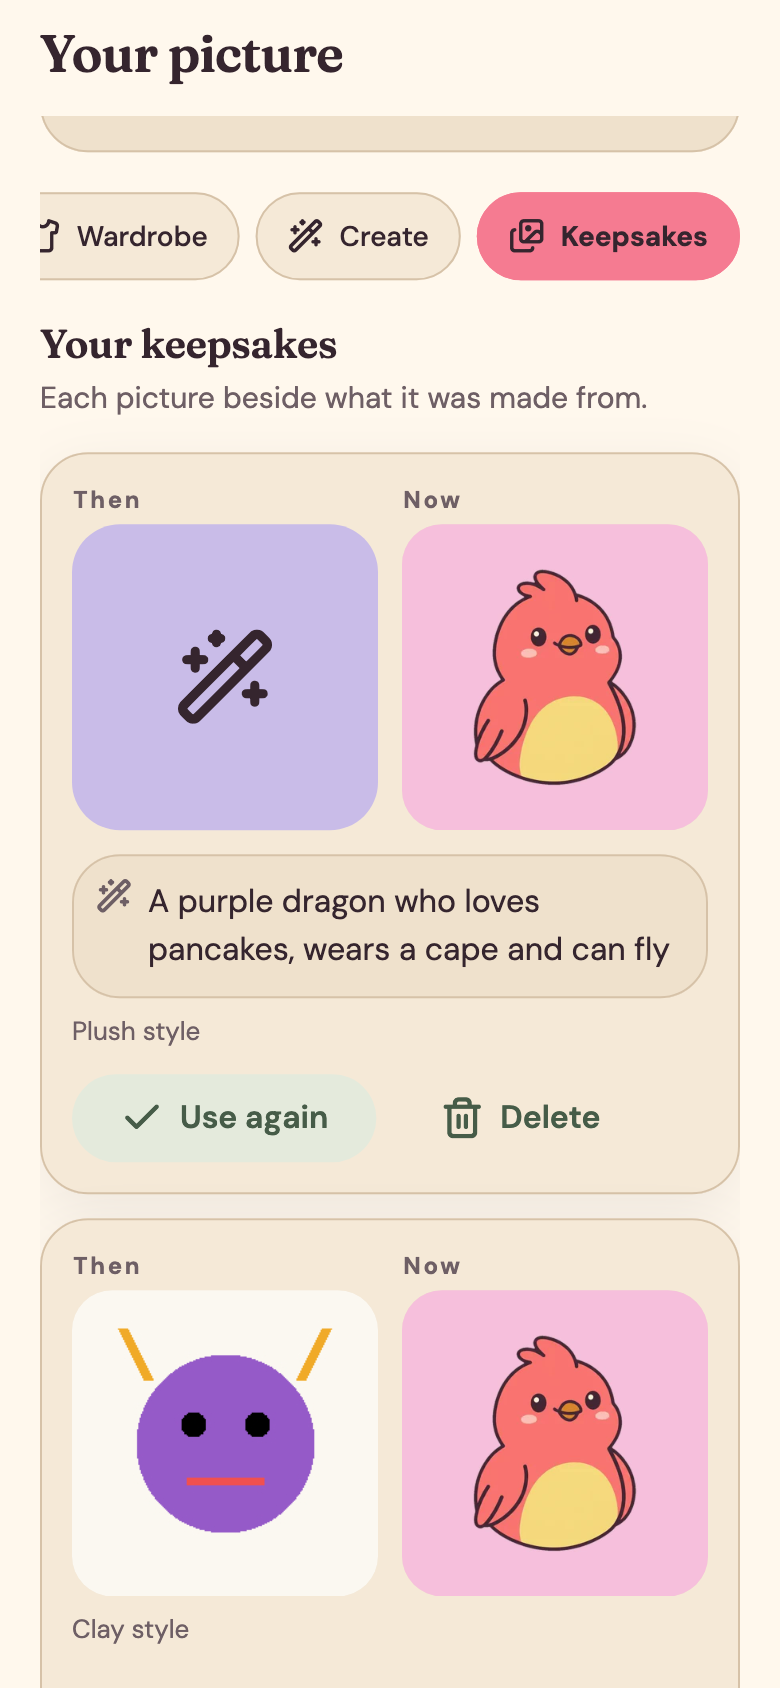 Your picture
Wardrobe
Create
Keepsakes
Your keepsakes
Each picture beside what it was made from.
Then
Now
A purple dragon who loves
pancakes, wears a cape and can fly
Plush style
Use again
Delete
Then
Now
Clay style